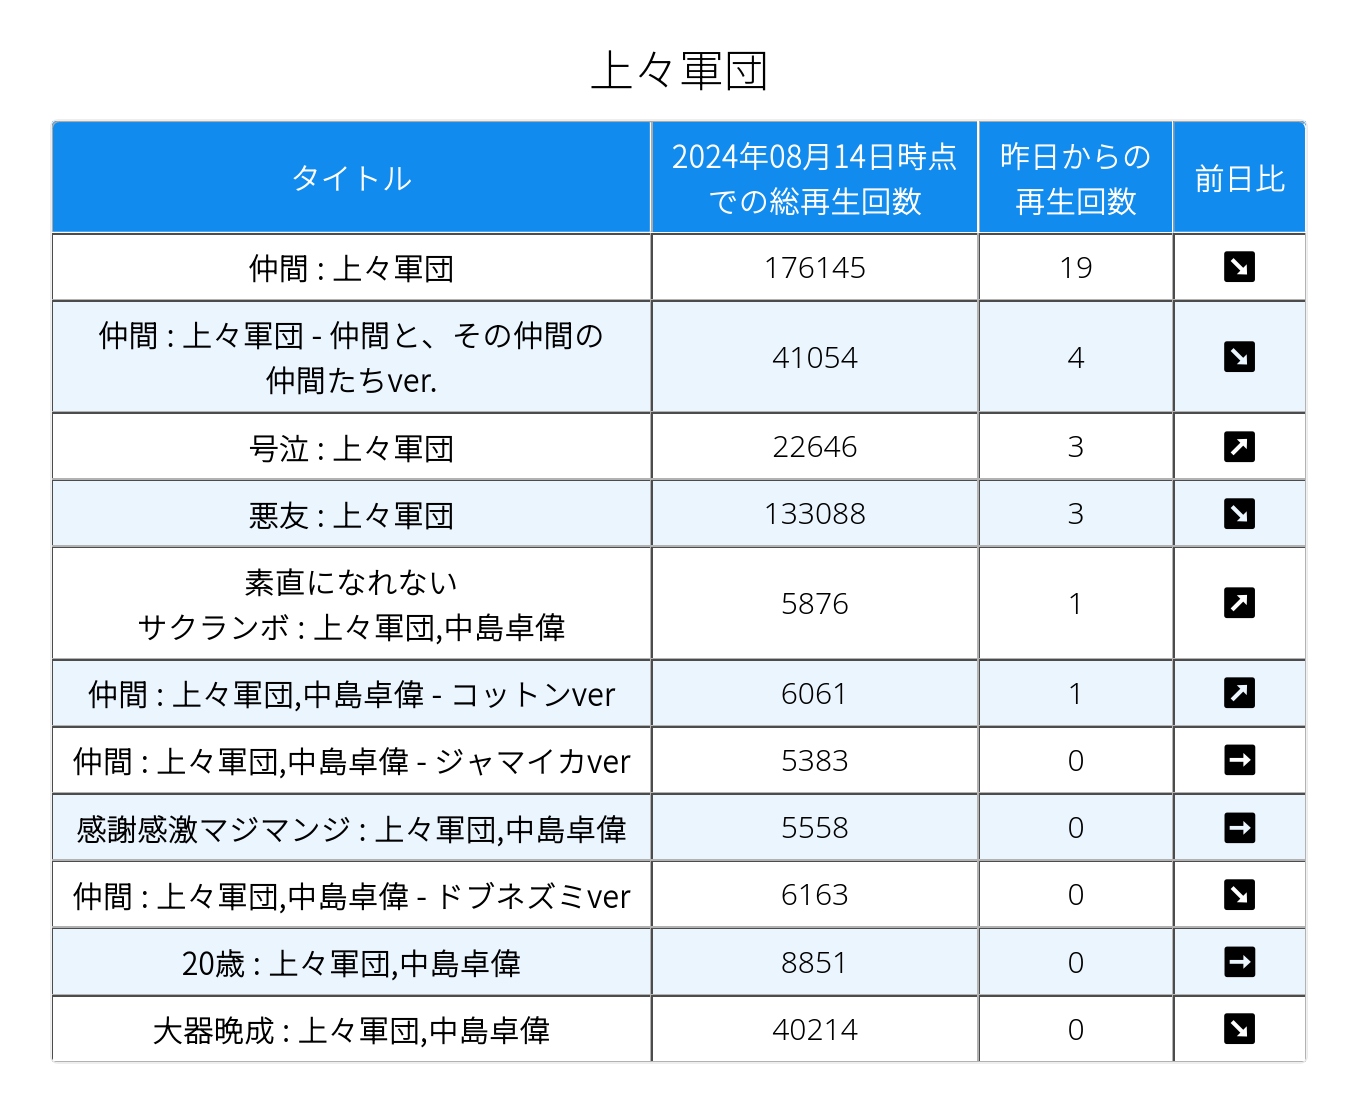 上々軍団
タイトル
2024年08月14日時点
での総再生回数
昨日からの
再生回数
前日比
仲間 : 上々軍団
176145
19
↘
仲間 : 上々軍団 - 仲間と、その仲間の
仲間たちver.
41054
4
↘
号泣 : 上々軍団
22646
3
↗
悪友 : 上々軍団
133088
3
↘
素直になれない
サクランボ : 上々軍団,中島卓偉
5876
1
↗
仲間 : 上々軍団,中島卓偉 - コットンver
6061
1
↗
仲間 : 上々軍団,中島卓偉 - ジャマイカver
5383
0
→
感謝感激マジマンジ : 上々軍団,中島卓偉
5558
0
→
仲間 : 上々軍団,中島卓偉 - ドブネズミver
6163
0
↘
20歳 : 上々軍団,中島卓偉
8851
0
→
大器晩成 : 上々軍団,中島卓偉
40214
0
↘